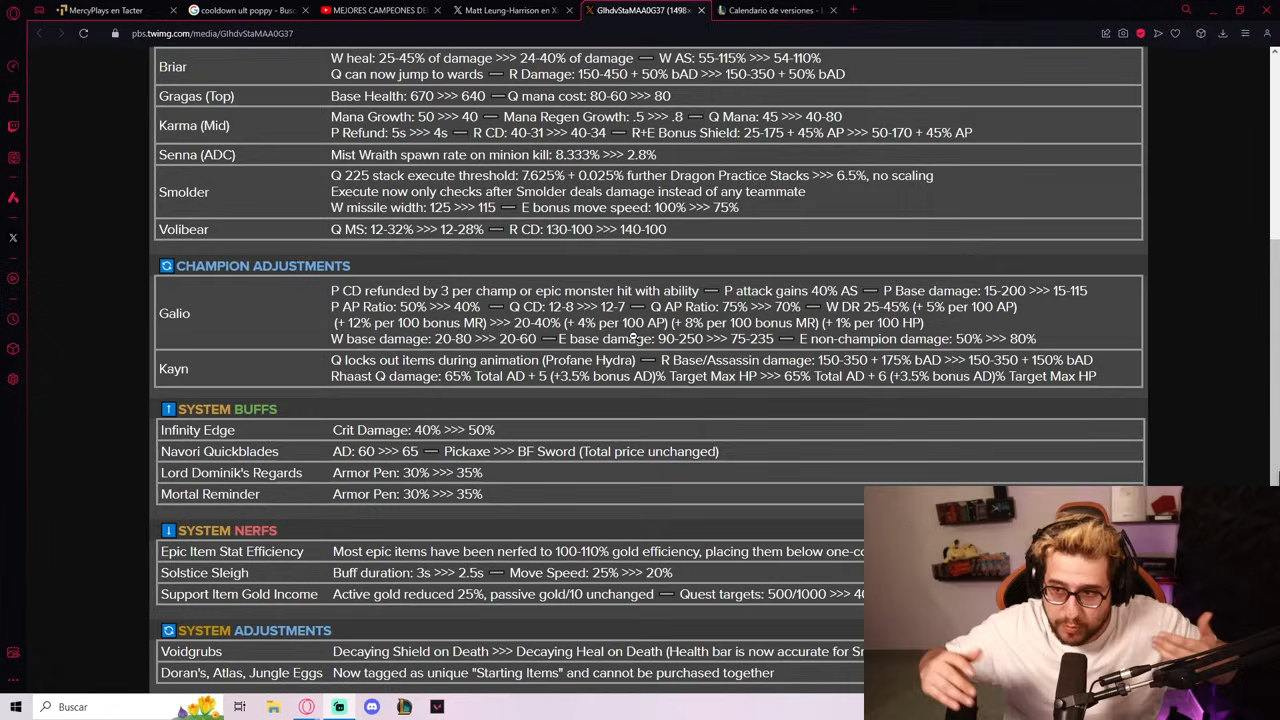 MercyPlays en Tacter
cooldown ult poppy - Busc
MEJORES CAMPEONES DE
Matt Leung-Harrison en X
GIhdvStaMAA0G37 (1498
Calendario de versiones - L
pbs.twimg.com/media/GIhdvStaMAA0G37
Briar
W heal: 25-45% of damage >>> 24-40% of damage — W AS: 55-115% >>> 54-110%
Q can now jump to wards — R Damage: 150-450 + 50% bAD >>> 150-350 + 50% bAD
Gragas (Top)
Base Health: 670 >>> 640 — Q mana cost: 80-60 >>> 80
Karma (Mid)
Mana Growth: 50 >>> 40 — Mana Regen Growth: .5 >>> .8 — Q Mana: 45 >>> 40-80
P Refund: 5s >>> 4s — R CD: 40-31 >>> 40-34 — R+E Bonus Shield: 25-175 + 45% AP >>> 50-170 + 45% AP
Senna (ADC)
Mist Wraith spawn rate on minion kill: 8.333% >>> 2.8%
Smolder
Q 225 stack execute threshold: 7.625% + 0.025% further Dragon Practice Stacks >>> 6.5%, no scaling
Execute now only checks after Smolder deals damage instead of any teammate
W missile width: 125 >>> 115 — E bonus move speed: 100% >>> 75%
Volibear
Q MS: 12-32% >>> 12-28% — R CD: 130-100 >>> 140-100
CHAMPION ADJUSTMENTS
Galio
P CD refunded by 3 per champ or epic monster hit with ability — P attack gains 40% AS — P Base damage: 15-200 >>> 15-115
P AP Ratio: 50% >>> 40% — Q CD: 12-8 >>> 12-7 — Q AP Ratio: 75% >>> 70% — W DR 25-45% (+ 5% per 100 AP)
(+ 12% per 100 bonus MR) >>> 20-40% (+ 4% per 100 AP) (+ 8% per 100 bonus MR) (+ 1% per 100 HP)
W base damage: 20-80 >>> 20-60 — E base damage: 90-250 >>> 75-235 — E non-champion damage: 50% >>> 80%
Kayn
Q locks out items during animation (Profane Hydra) — R Base/Assassin damage: 150-350 + 175% bAD >>> 150-350 + 150% bAD
Rhaast Q damage: 65% Total AD + 5 (+3.5% bonus AD)% Target Max HP >>> 65% Total AD + 6 (+3.5% bonus AD)% Target Max HP
SYSTEM BUFFS
Infinity Edge
Crit Damage: 40% >>> 50%
Navori Quickblades
AD: 60 >>> 65 — Pickaxe >>> BF Sword (Total price unchanged)
Lord Dominik's Regards
Armor Pen: 30% >>> 35%
Mortal Reminder
Armor Pen: 30% >>> 35%
SYSTEM NERFS
Epic Item Stat Efficiency
Most epic items have been nerfed to 100-110% gold efficiency, placing them below one-co
Solstice Sleigh
Buff duration: 3s >>> 2.5s — Move Speed: 25% >>> 20%
Support Item Gold Income
Active gold reduced 25%, passive gold/10 unchanged — Quest targets: 500/1000 >>> 40
SYSTEM ADJUSTMENTS
Voidgrubs
Decaying Shield on Death >>> Decaying Heal on Death (Health bar is now accurate for Sm
Doran's, Atlas, Jungle Eggs
Now tagged as unique "Starting Items" and cannot be purchased together
Buscar